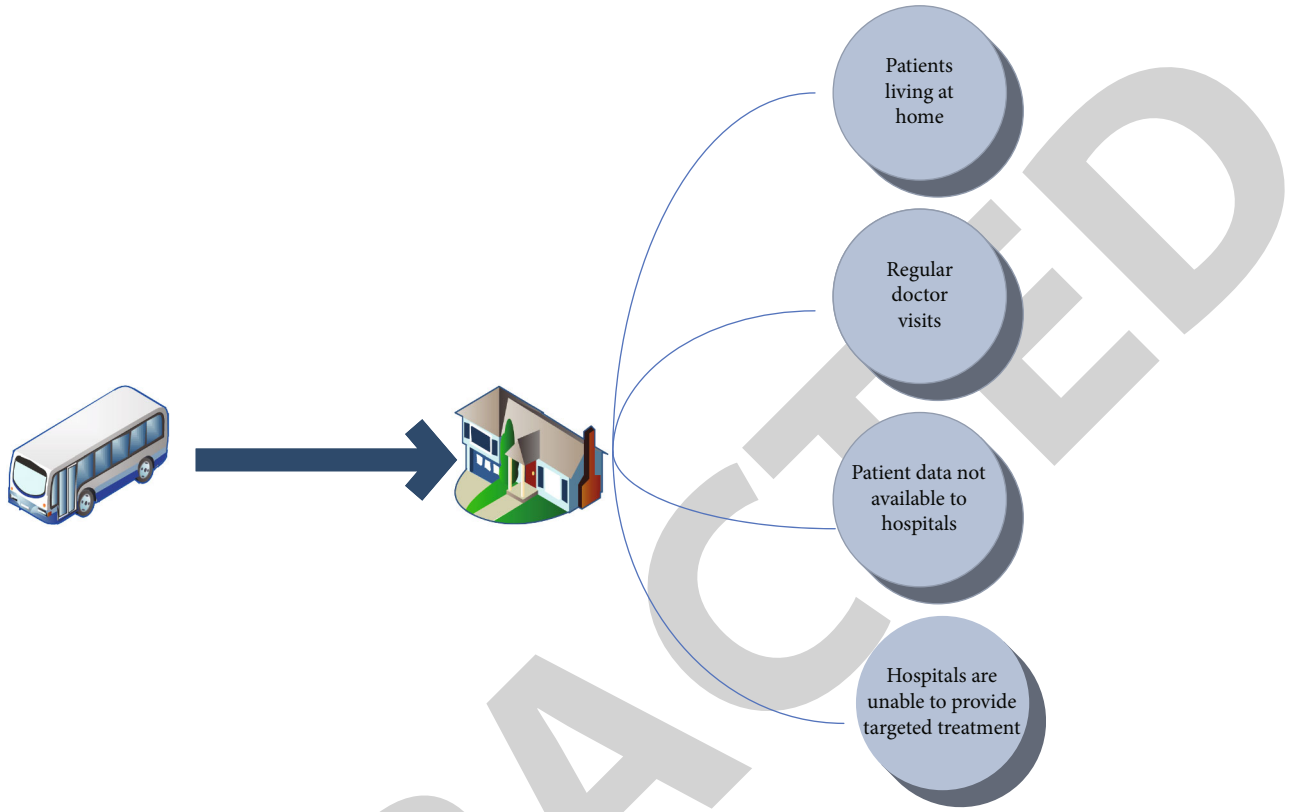 Patients
living at
home
Regular
doctor
visits
Patient data not
available to
hospitals
Hospitals are
unable to provide
targeted treatment
ACTED